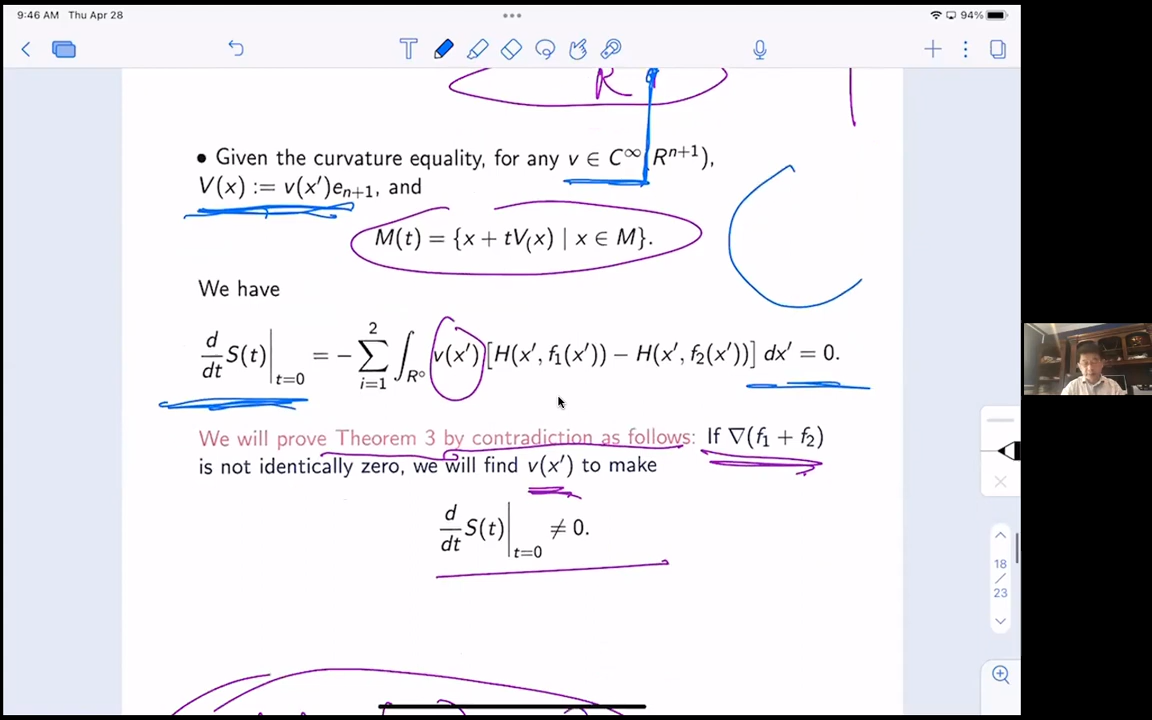 9:46 AM Thu Apr 28
94%
T
• Given the curvature equality, for any v ∈ C^∞(R^{n+1}),
V(x) := v(x′)e_{n+1}, and
M(t) = {x + tV_(x) | x ∈ M}.
We have
d/dt S(t)|_{t=0} = − ∑_{i=1}^{2} ∫_{R°} v(x′) [H(x′, f_1(x′)) − H(x′, f_2(x′))] dx′ = 0.
We will prove Theorem 3 by contradiction as follows: If ∇(f_1 + f_2)
is not identically zero, we will find v(x′) to make
d/dt S(t)|_{t=0} ≠ 0.
18
/
23